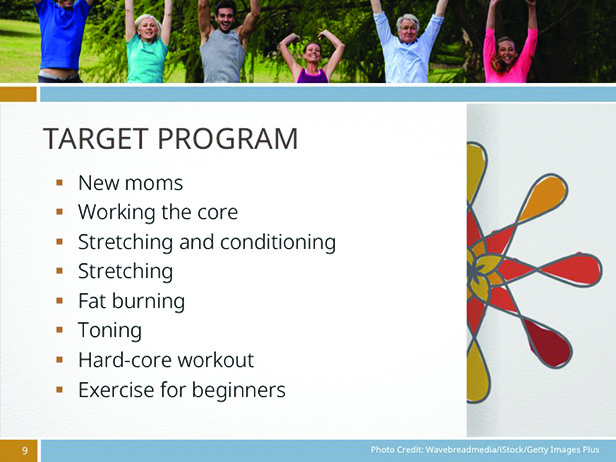 TARGET PROGRAM
▪ New moms
▪ Working the core
▪ Stretching and conditioning
▪ Stretching
▪ Fat burning
▪ Toning
▪ Hard-core workout
▪ Exercise for beginners
9
Photo Credit: Wavebreadmedia/iStock/Getty Images Plus